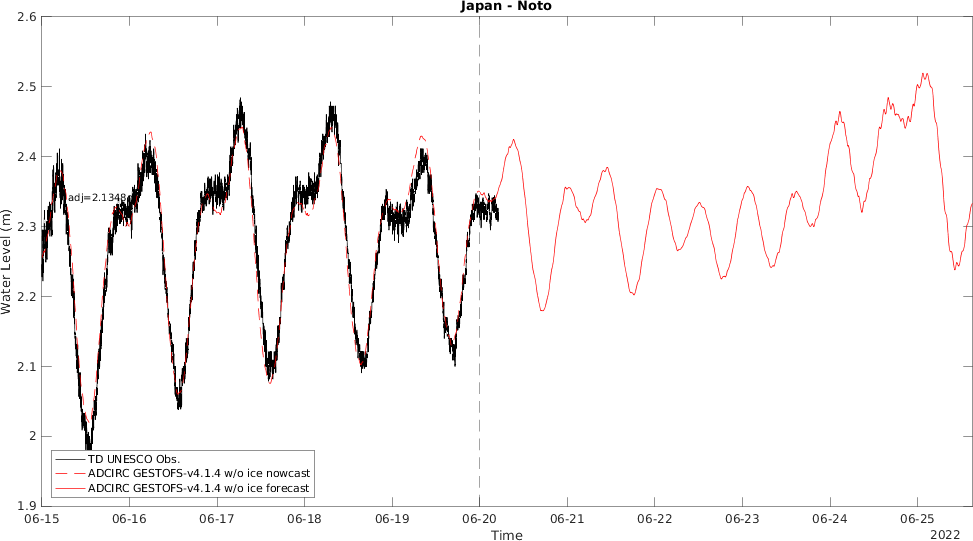 Japan - Noto
2.6
2.5
2.4
2.3
2.2
2.1
2
1.9
Water Level (m)
adj=2.1348
TD UNESCO Obs.
ADCIRC GESTOFS-v4.1.4 w/o ice nowcast
ADCIRC GESTOFS-v4.1.4 w/o ice forecast
06-15 06-16 06-17 06-18 06-19 06-20 06-21 06-22 06-23 06-24 06-25
Time
2022